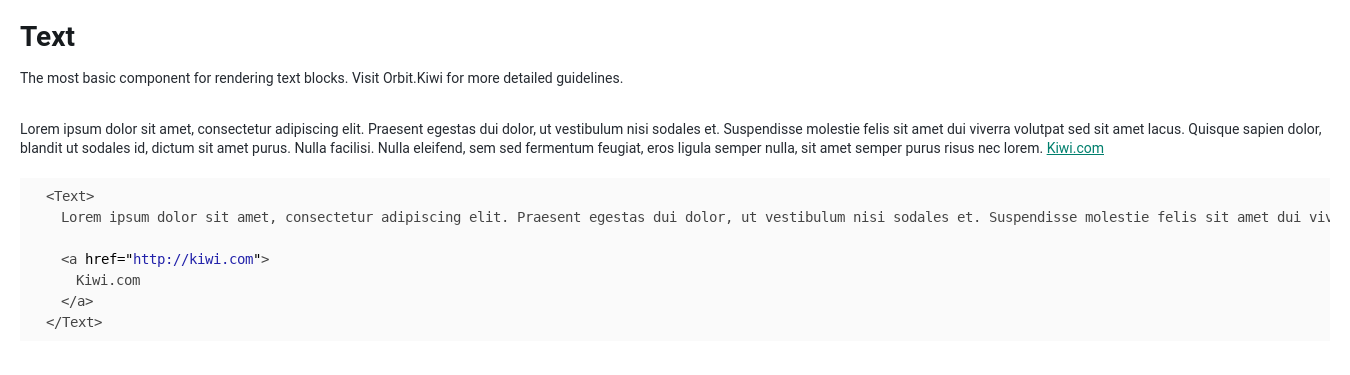 Text
The most basic component for rendering text blocks. Visit Orbit.Kiwi for more detailed guidelines.
Lorem ipsum dolor sit amet, consectetur adipiscing elit. Praesent egestas dui dolor, ut vestibulum nisi sodales et. Suspendisse molestie felis sit amet dui viverra volutpat sed sit amet lacus. Quisque sapien dolor,
blandit ut sodales id, dictum sit amet purus. Nulla facilisi. Nulla eleifend, sem sed fermentum feugiat, eros ligula semper nulla, sit amet semper purus risus nec lorem. Kiwi.com
<Text>
Lorem ipsum dolor sit amet, consectetur adipiscing elit. Praesent egestas dui dolor, ut vestibulum nisi sodales et. Suspendisse molestie felis sit amet dui
<a href="http://kiwi.com">
Kiwi.com
</a>
</Text>